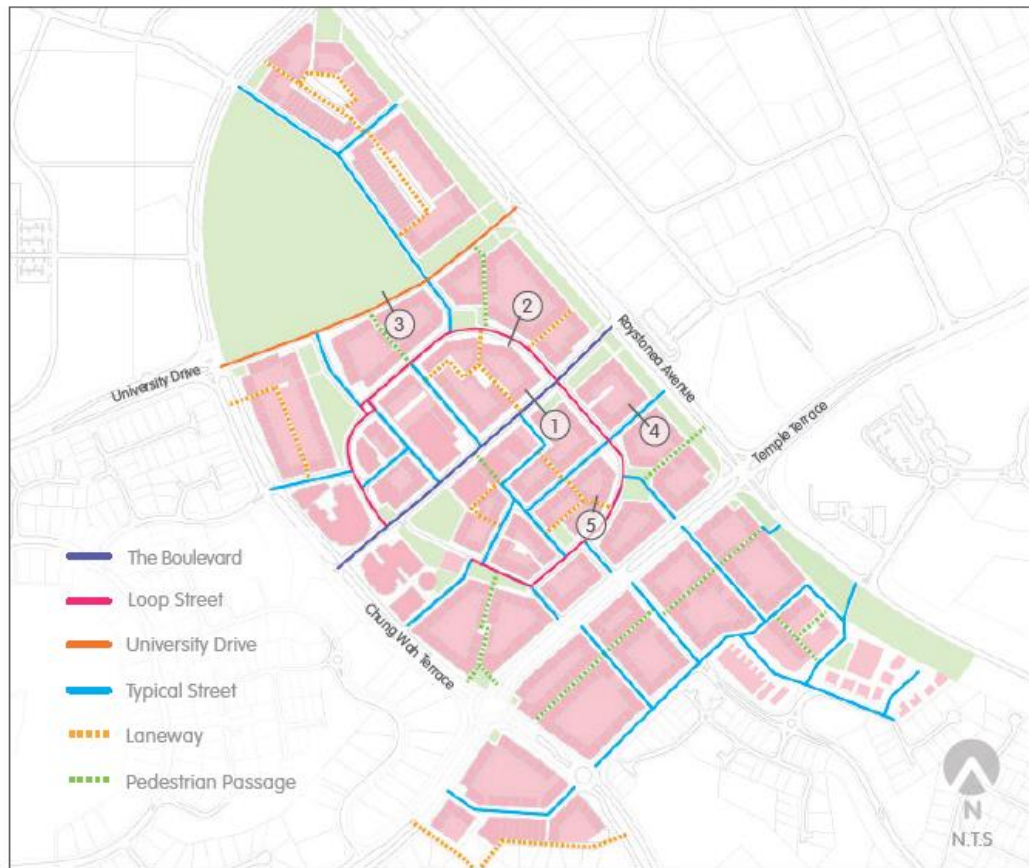 2
3
University Drive
Roystonea Avenue
1
4
Temple Terrace
5
The Boulevard
Loop Street
University Drive
Typical Street
Laneway
Pedestrian Passage
Chung Wah Terrace
N
N.T.S